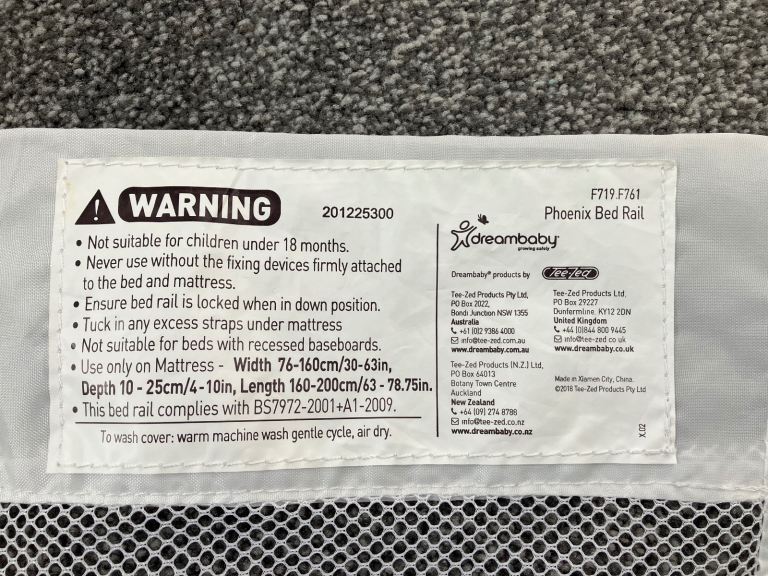 WARNING
201225300
• Not suitable for children under 18 months.
• Never use without the fixing devices firmly attached
to the bed and mattress.
• Ensure bed rail is locked when in down position.
• Tuck in any excess straps under mattress
• Not suitable for beds with recessed baseboards.
• Use only on Mattress - Width 76-160cm/30-63in,
Depth 10 - 25cm/4-10in, Length 160-200cm/63 - 78.75in.
• This bed rail complies with BS7972-2001+A1-2009.
To wash cover: warm machine wash gentle cycle, air dry.
F719.F761
Phoenix Bed Rail
dreambaby
growing safely
Dreambaby® products by Tee-Zed
Tee-Zed Products Pty Ltd,
PO Box 2022,
Bondi Junction NSW 1355
Australia
+61 (0)2 9386 4000
info@tee-zed.com.au
www.dreambaby.com.au
Tee-Zed Products (N.Z.) Ltd,
PO Box 64013
Botany Town Centre
Auckland
New Zealand
+64 (09) 274 8788
info@tee-zed.co.nz
www.dreambaby.co.nz
Tee-Zed Products Ltd,
PO Box 29227
Dunfermline, KY12 2DN
United Kingdom
+44 (0)844 800 9445
info@tee-zed.co.uk
www.dreambaby.co.uk
Made in Xiamen City, China.
©2018 Tee-Zed Products Pty Ltd
X.02